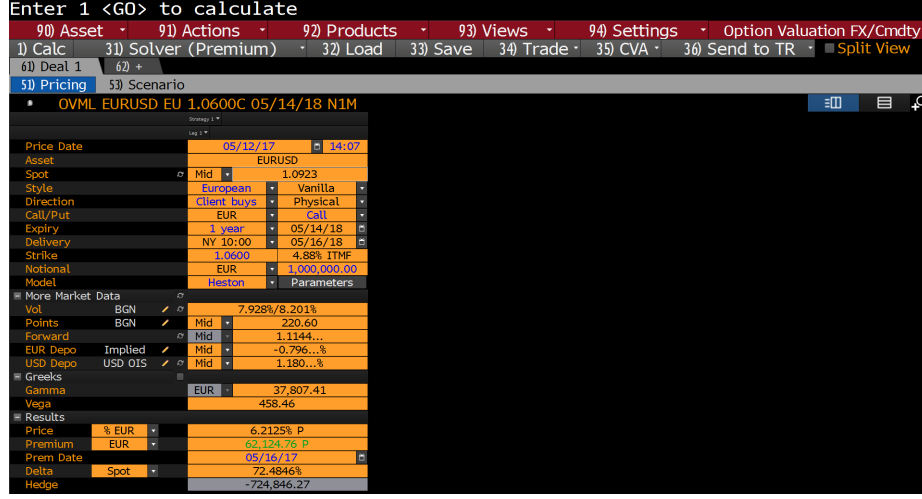 Enter 1 <GO> to calculate
90) Asset 91) Actions 92) Products 93) Views 94) Settings Option Valuation FX/Cmdty
1) Calc 31) Solver (Premium) 32) Load 33) Save 34) Trade 35) CVA 36) Send to TR Split View
61) Deal 1 62) +
51) Pricing 53) Scenario
OVML EURUSD EU 1.0600C 05/14/18 N1M
Strategy 1
Leg 1
Price Date 05/12/17 14:07
Asset EURUSD
Spot Mid 1.0923
Style European Vanilla
Direction Client buys Physical
Call/Put EUR Call
Expiry 1 year 05/14/18
Delivery NY 10:00 05/16/18
Strike 1.0600 4.88% ITMF
Notional EUR 1,000,000.00
Model Heston Parameters
More Market Data
Vol BGN 7.928%/8.201%
Points BGN Mid 220.60
Forward Mid 1.1144...
EUR Depo Implied Mid -0.796...%
USD Depo USD OIS Mid 1.180...%
Greeks
Gamma EUR 37,807.41
Vega 458.46
Results
Price % EUR 6.2125% P
Premium EUR 62,124.76 P
Prem Date 05/16/17
Delta Spot 72.4846%
Hedge -724,846.27